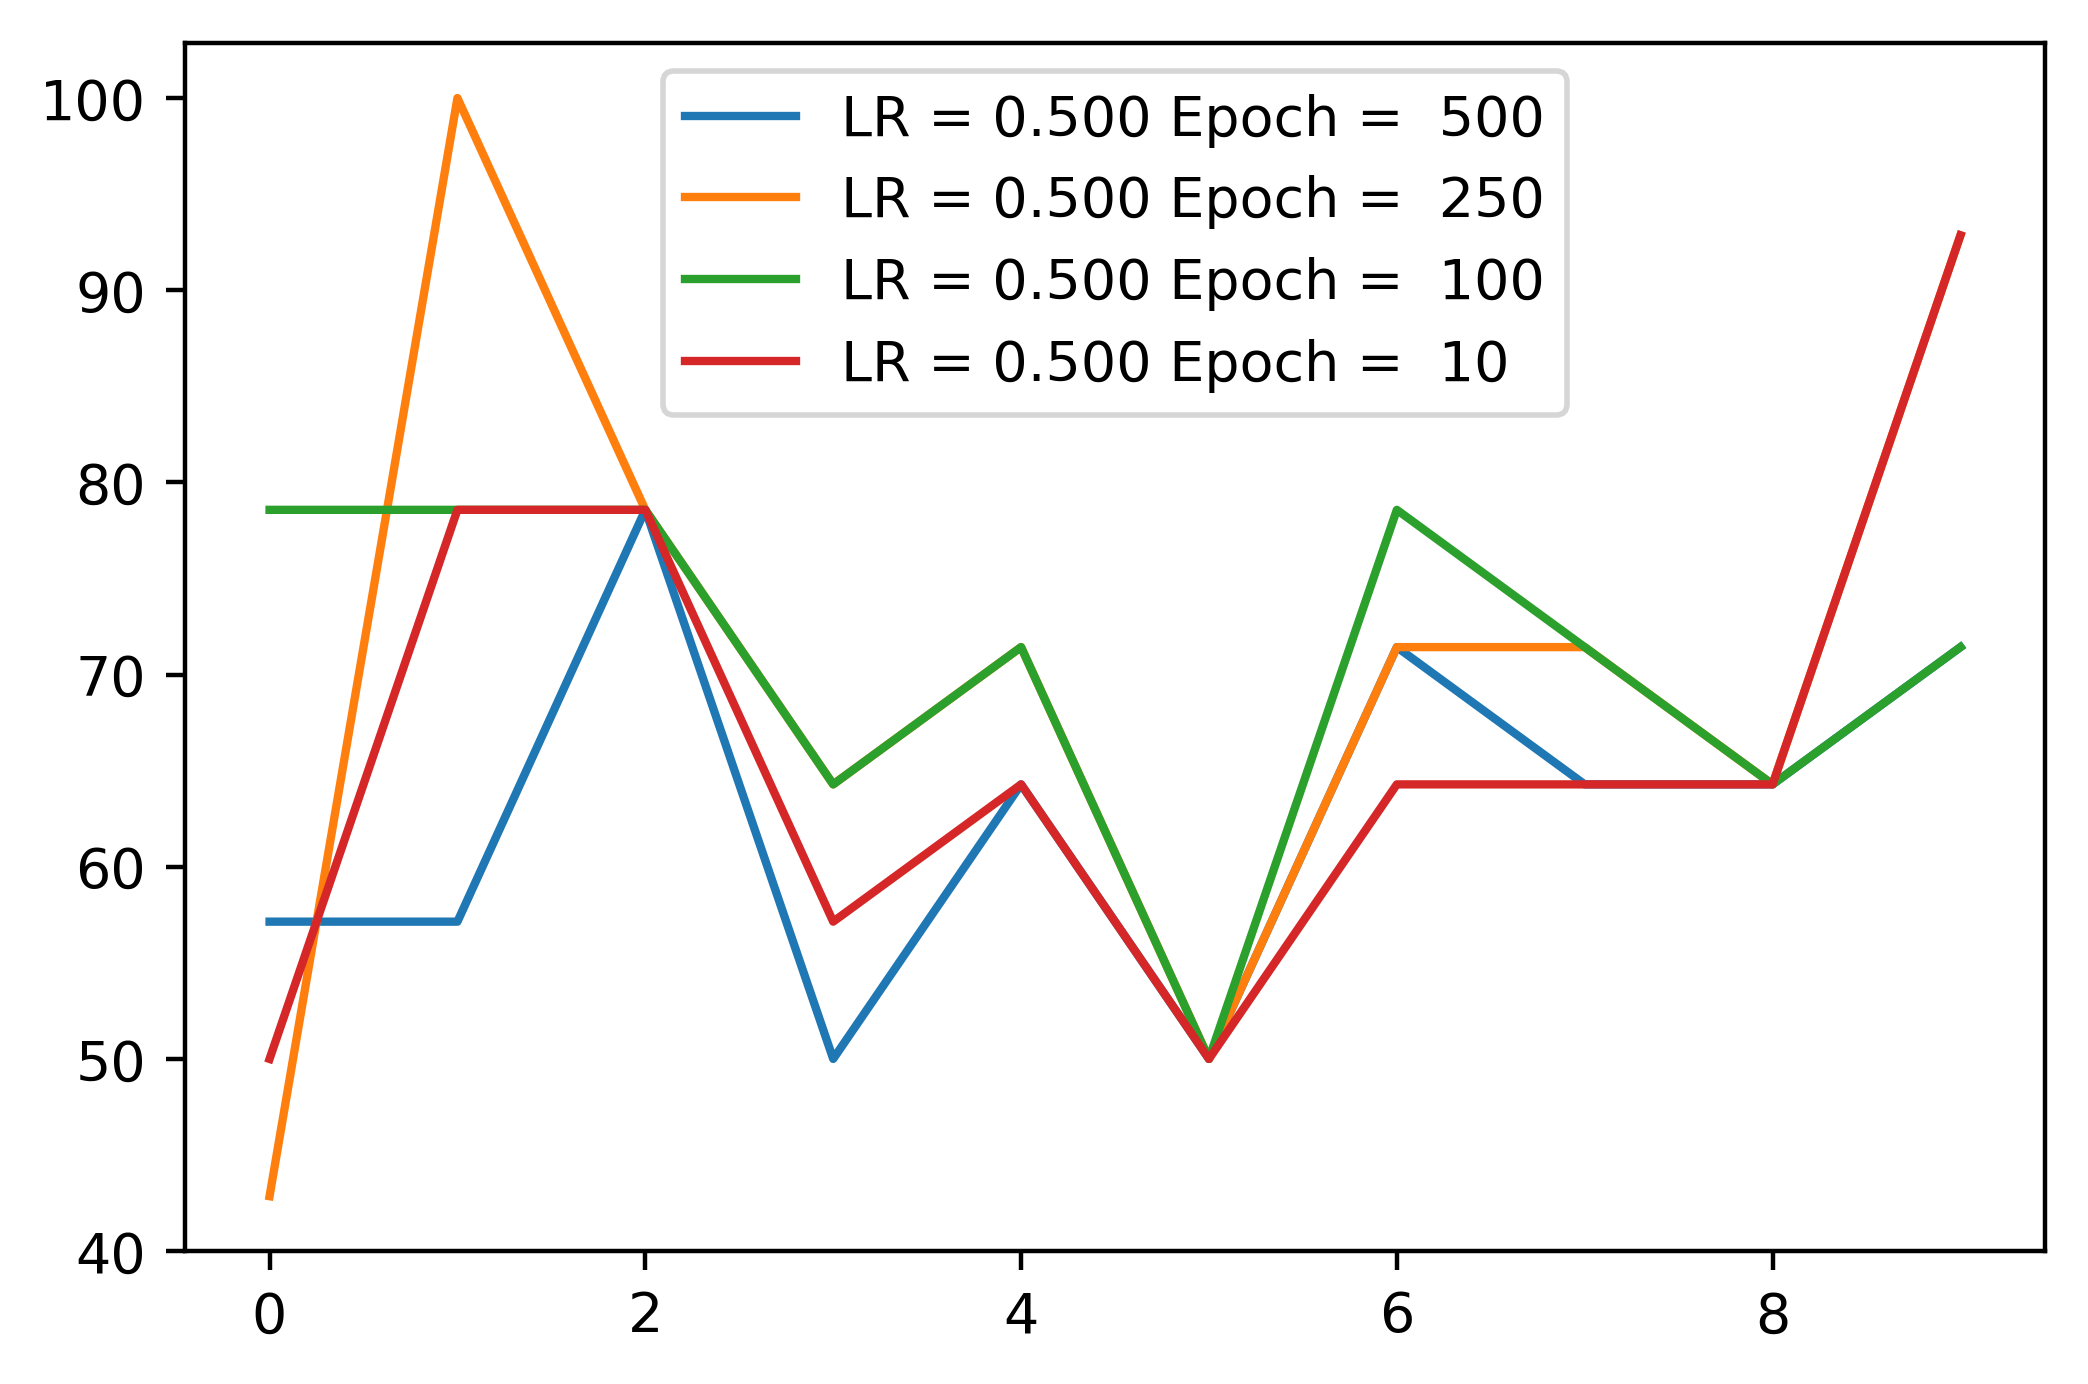 100
90
80
70
60
50
40
0 2 4 6 8
LR = 0.500 Epoch =  500
LR = 0.500 Epoch =  250
LR = 0.500 Epoch =  100
LR = 0.500 Epoch =  10